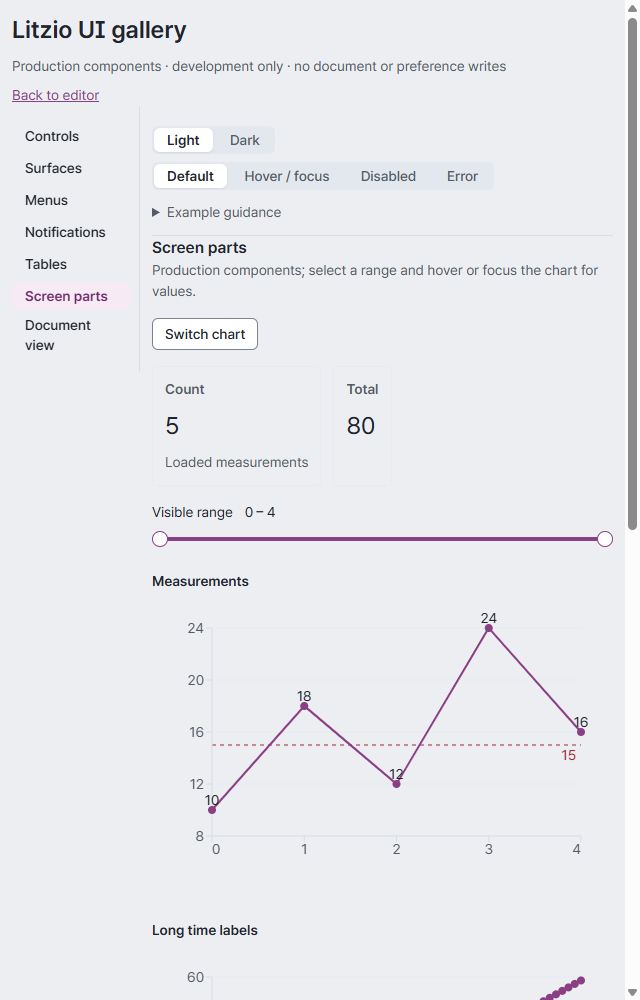 Litzio UI gallery
Production components · development only · no document or preference writes
Back to editor
Controls
Surfaces
Menus
Notifications
Tables
Screen parts
Document
view
Light Dark
Default Hover / focus Disabled Error
Example guidance
Screen parts
Production components; select a range and hover or focus the chart for
values.
Switch chart
Count
5
Loaded measurements
Total
80
Visible range 0 – 4
Measurements
24
20
16
12
8
10
18
12
24
16
15
0 1 2 3 4
Long time labels
60